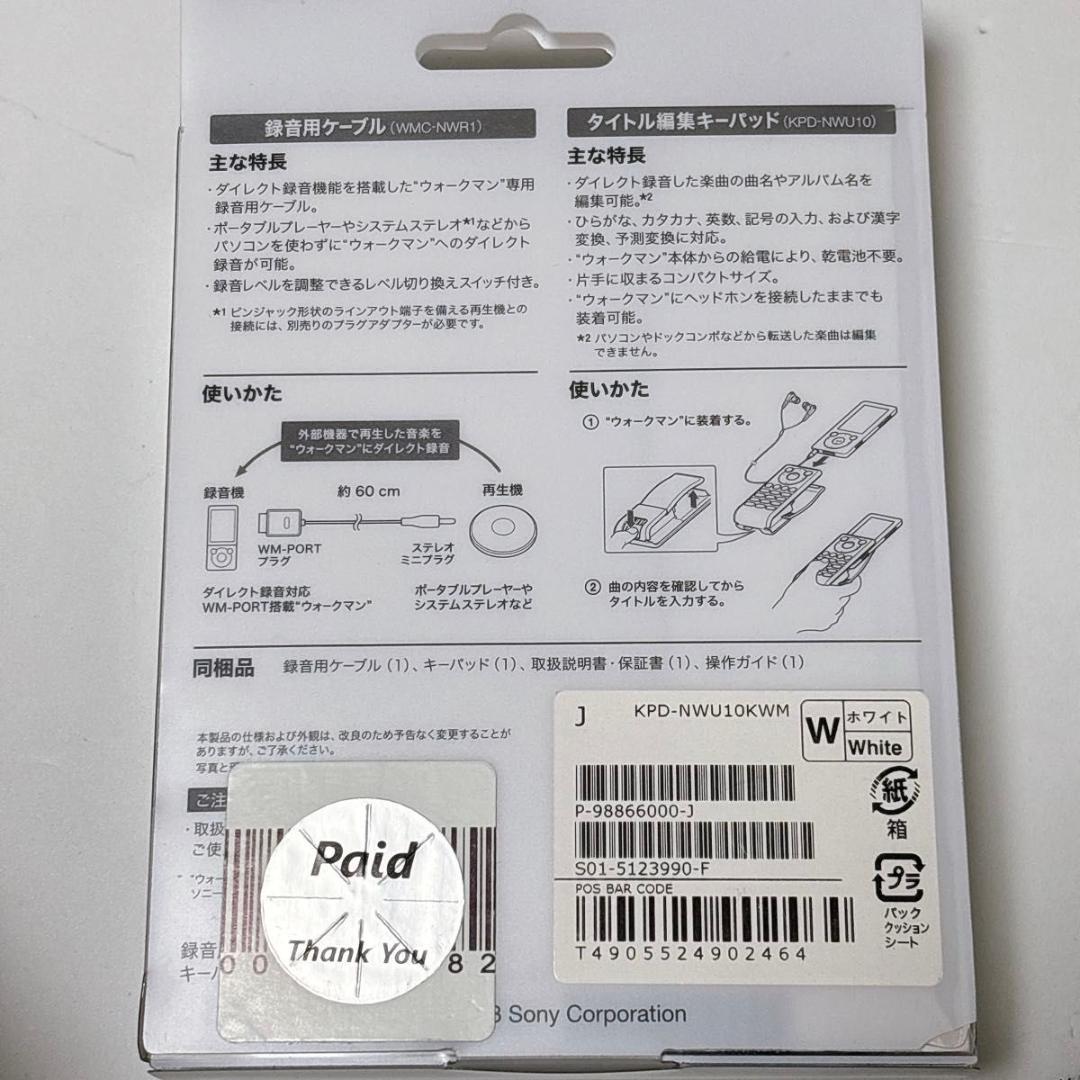 録音用ケーブル（WMC-NWR1）
主な特長
・ダイレクト録音機能を搭載した“ウォークマン”専用
録音用ケーブル。
・ポータブルプレーヤーやシステムステレオ★1などから
パソコンを使わずに“ウォークマン”へのダイレクト
録音が可能。
・録音レベルを調整できるレベル切り換えスイッチ付き。
★1 ピンジャック形状のラインアウト端子を備える再生機との
接続には、別売りのプラグアダプターが必要です。
使いかた
外部機器で再生した音楽を
“ウォークマン”にダイレクト録音
録音機
約 60 cm
再生機
WM-PORT
プラグ
ステレオ
ミニプラグ
ダイレクト録音対応
WM-PORT搭載“ウォークマン”
ポータブルプレーヤーや
システムステレオなど
タイトル編集キーパッド（KPD-NWU10）
主な特長
・ダイレクト録音した楽曲の曲名やアルバム名を
編集可能。★2
・ひらがな、カタカナ、英数、記号の入力、および漢字
変換、予測変換に対応。
・“ウォークマン”本体からの給電により、乾電池不要。
・片手に収まるコンパクトサイズ。
・“ウォークマン”にヘッドホンを接続したままでも
装着可能。
★2 パソコンやドックコンポなどから転送した楽曲は編集
できません。
使いかた
① “ウォークマン”に装着する。
② 曲の内容を確認してから
タイトルを入力する。
同梱品 録音用ケーブル（1）、キーパッド（1）、取扱説明書・保証書（1）、操作ガイド（1）
本製品の仕様および外観は、改良のため予告なく変更することが
ありますが、ご了承ください。
写真と
ご注
・取扱
ご使
“ウォー
ソニー
録音
キー
Paid
Thank You
0 0
8 2
Sony Corporation
J KPD-NWU10KWM
W ホワイト
White
P-98866000-J
S01-5123990-F
POS BAR CODE
T4905524902464
紙
箱
プラ
パック
クッション
シート